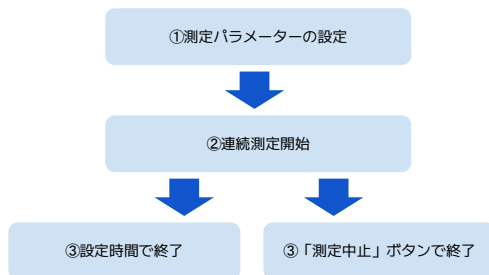 ①測定パラメーターの設定
②連続測定開始
③設定時間で終了
③「測定中止」ボタンで終了